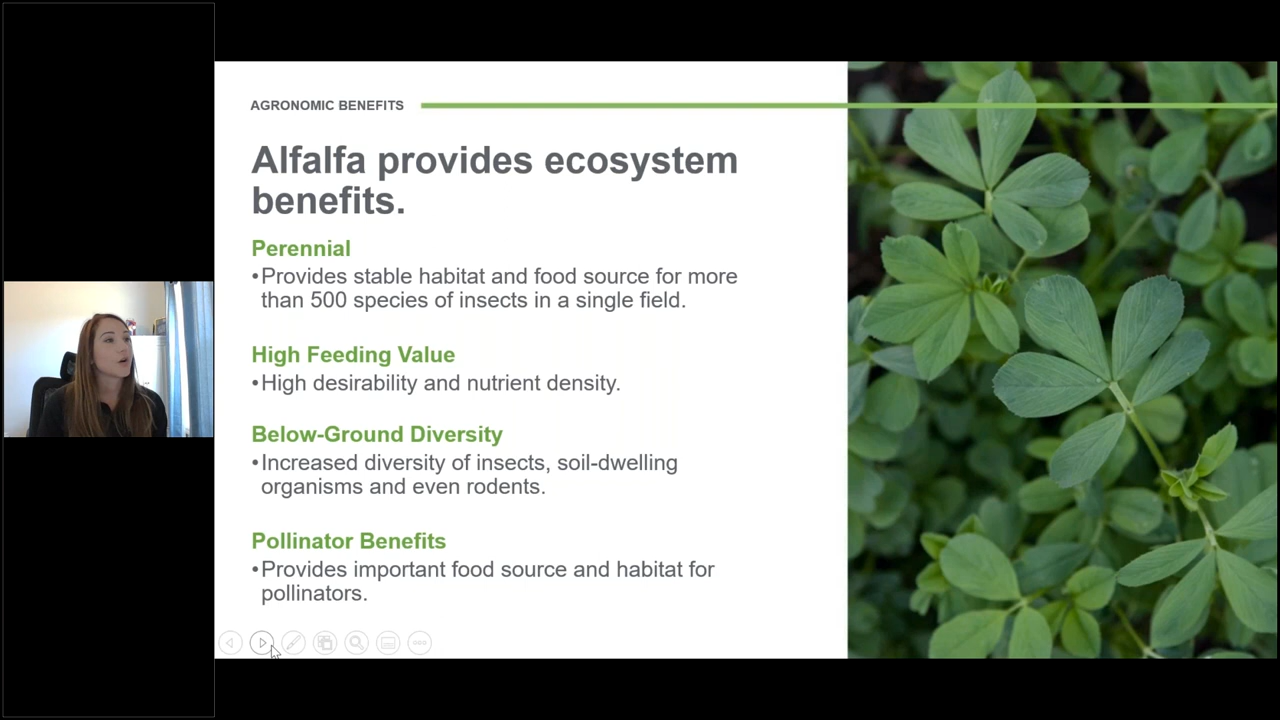 AGRONOMIC BENEFITS
Alfalfa provides ecosystem
benefits.
Perennial
•Provides stable habitat and food source for more
than 500 species of insects in a single field.
High Feeding Value
•High desirability and nutrient density.
Below-Ground Diversity
•Increased diversity of insects, soil-dwelling
organisms and even rodents.
Pollinator Benefits
•Provides important food source and habitat for
pollinators.